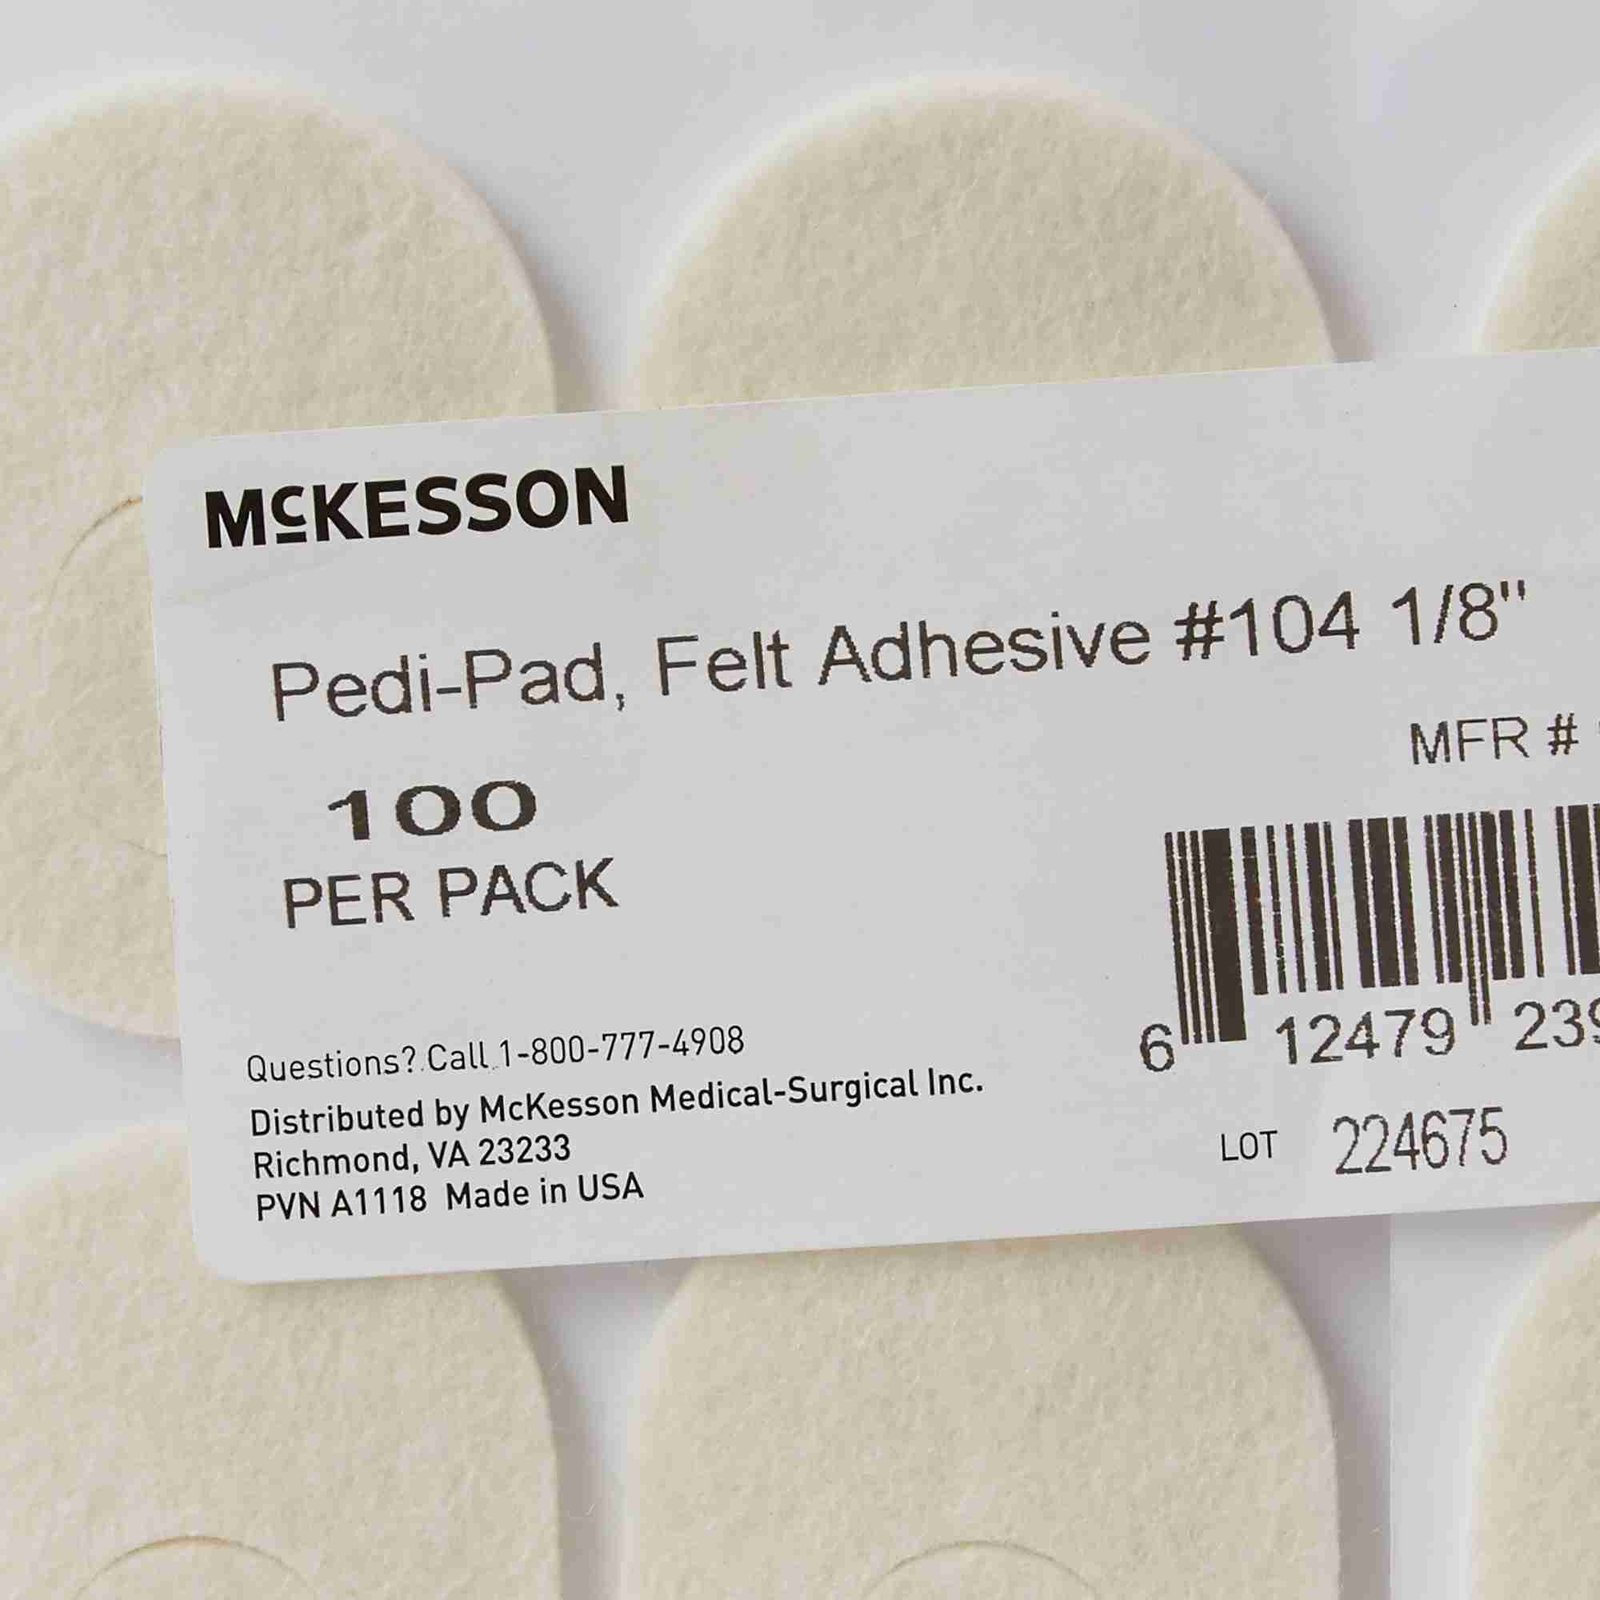 McKESSON
Pedi-Pad, Felt Adhesive #104 1/8"
MFR #
100
PER PACK
6 12479 239
Questions? Call 1-800-777-4908
Distributed by McKesson Medical-Surgical Inc.
Richmond, VA 23233
PVN A1118 Made in USA
LOT 224675